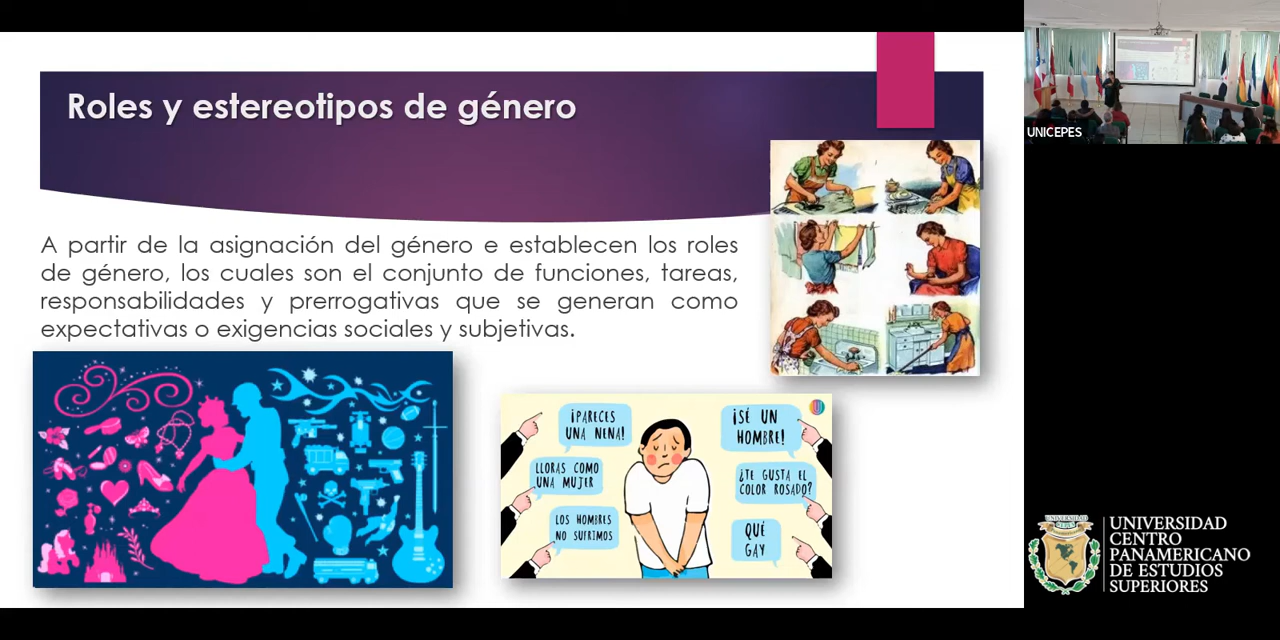 Roles y estereotipos de género
A partir de la asignación del género e establecen los roles
de género, los cuales son el conjunto de funciones, tareas,
responsabilidades y prerrogativas que se generan como
expectativas o exigencias sociales y subjetivas.
¡PARECES
UNA NENA!
LLORAS COMO
UNA MUJER
LOS HOMBRES
NO SUFRIMOS
¡SÉ UN
HOMBRE!
¿TE GUSTA EL
COLOR ROSADO?
QUÉ
GAY
UNICEPES
UNIVERSIDAD
CENTRO
PANAMERICANO
DE ESTUDIOS
SUPERIORES